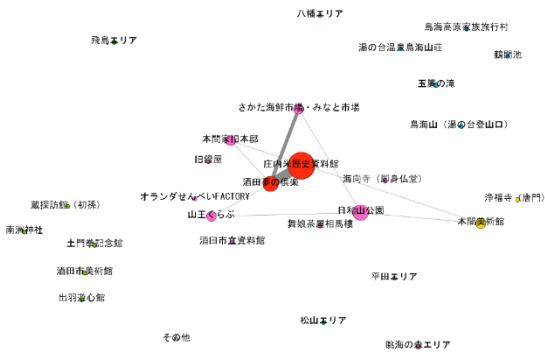 八幡エリア
鳥海高原家族旅行村
飛鳥エリア
湯の台温泉鳥海山荘
鶴間池
玉簾の滝
さかた海鮮市場・みなと市場
鳥海山（湯の台登山口）
本間家旧本邸
旧鐙屋
庄内米歴史資料館
酒田夢の倶楽
海向寺（即身仏堂）
オランダせんべいFACTORY
浄福寺（唐門）
蔵探訪館（初孫）
山王くらぶ
日和山公園
南洲神社
舞娘茶屋相馬樓
本間美術館
土門拳記念館
酒田市立資料館
酒田市美術館
平田エリア
出羽遊心館
松山エリア
その他
眺海の森エリア